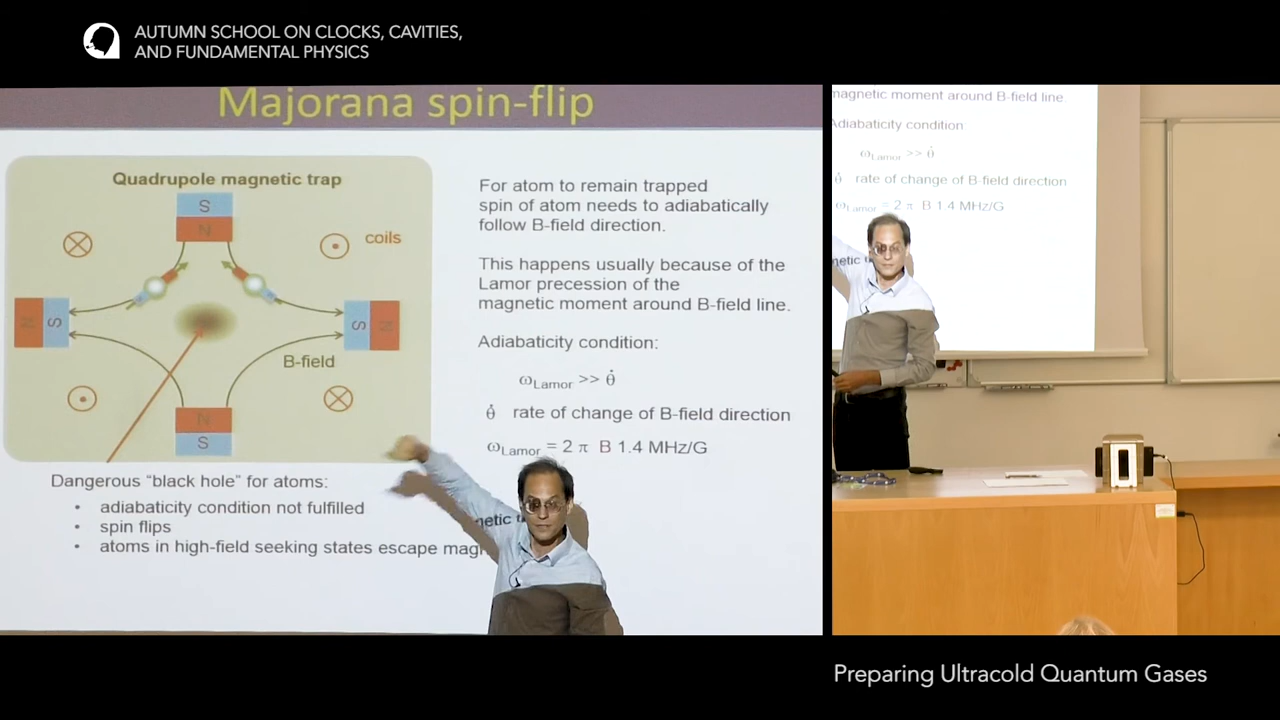 AUTUMN SCHOOL ON CLOCKS, CAVITIES,
AND FUNDAMENTAL PHYSICS
Majorana spin-flip
Quadrupole magnetic trap
S
N
coils
N S
S N
B-field
N
S
For atom to remain trapped
spin of atom needs to adiabatically
follow B-field direction.
This happens usually because of the
Lamor precession of the
magnetic moment around B-field line.
Adiabaticity condition:
ωLamor >> θ̇
θ̇ rate of change of B-field direction
ωLamor = 2 π B 1.4 MHz/G
Dangerous “black hole” for atoms:
• adiabaticity condition not fulfilled
• spin flips
• atoms in high-field seeking states escape magnetic
magnetic moment around B-field line.
Adiabaticity condition
ωLamor >> θ̇
θ̇ rate of change of B-field direction
ωLamor = 2 π B 1.4 MHz/G
netic t
Preparing Ultracold Quantum Gases